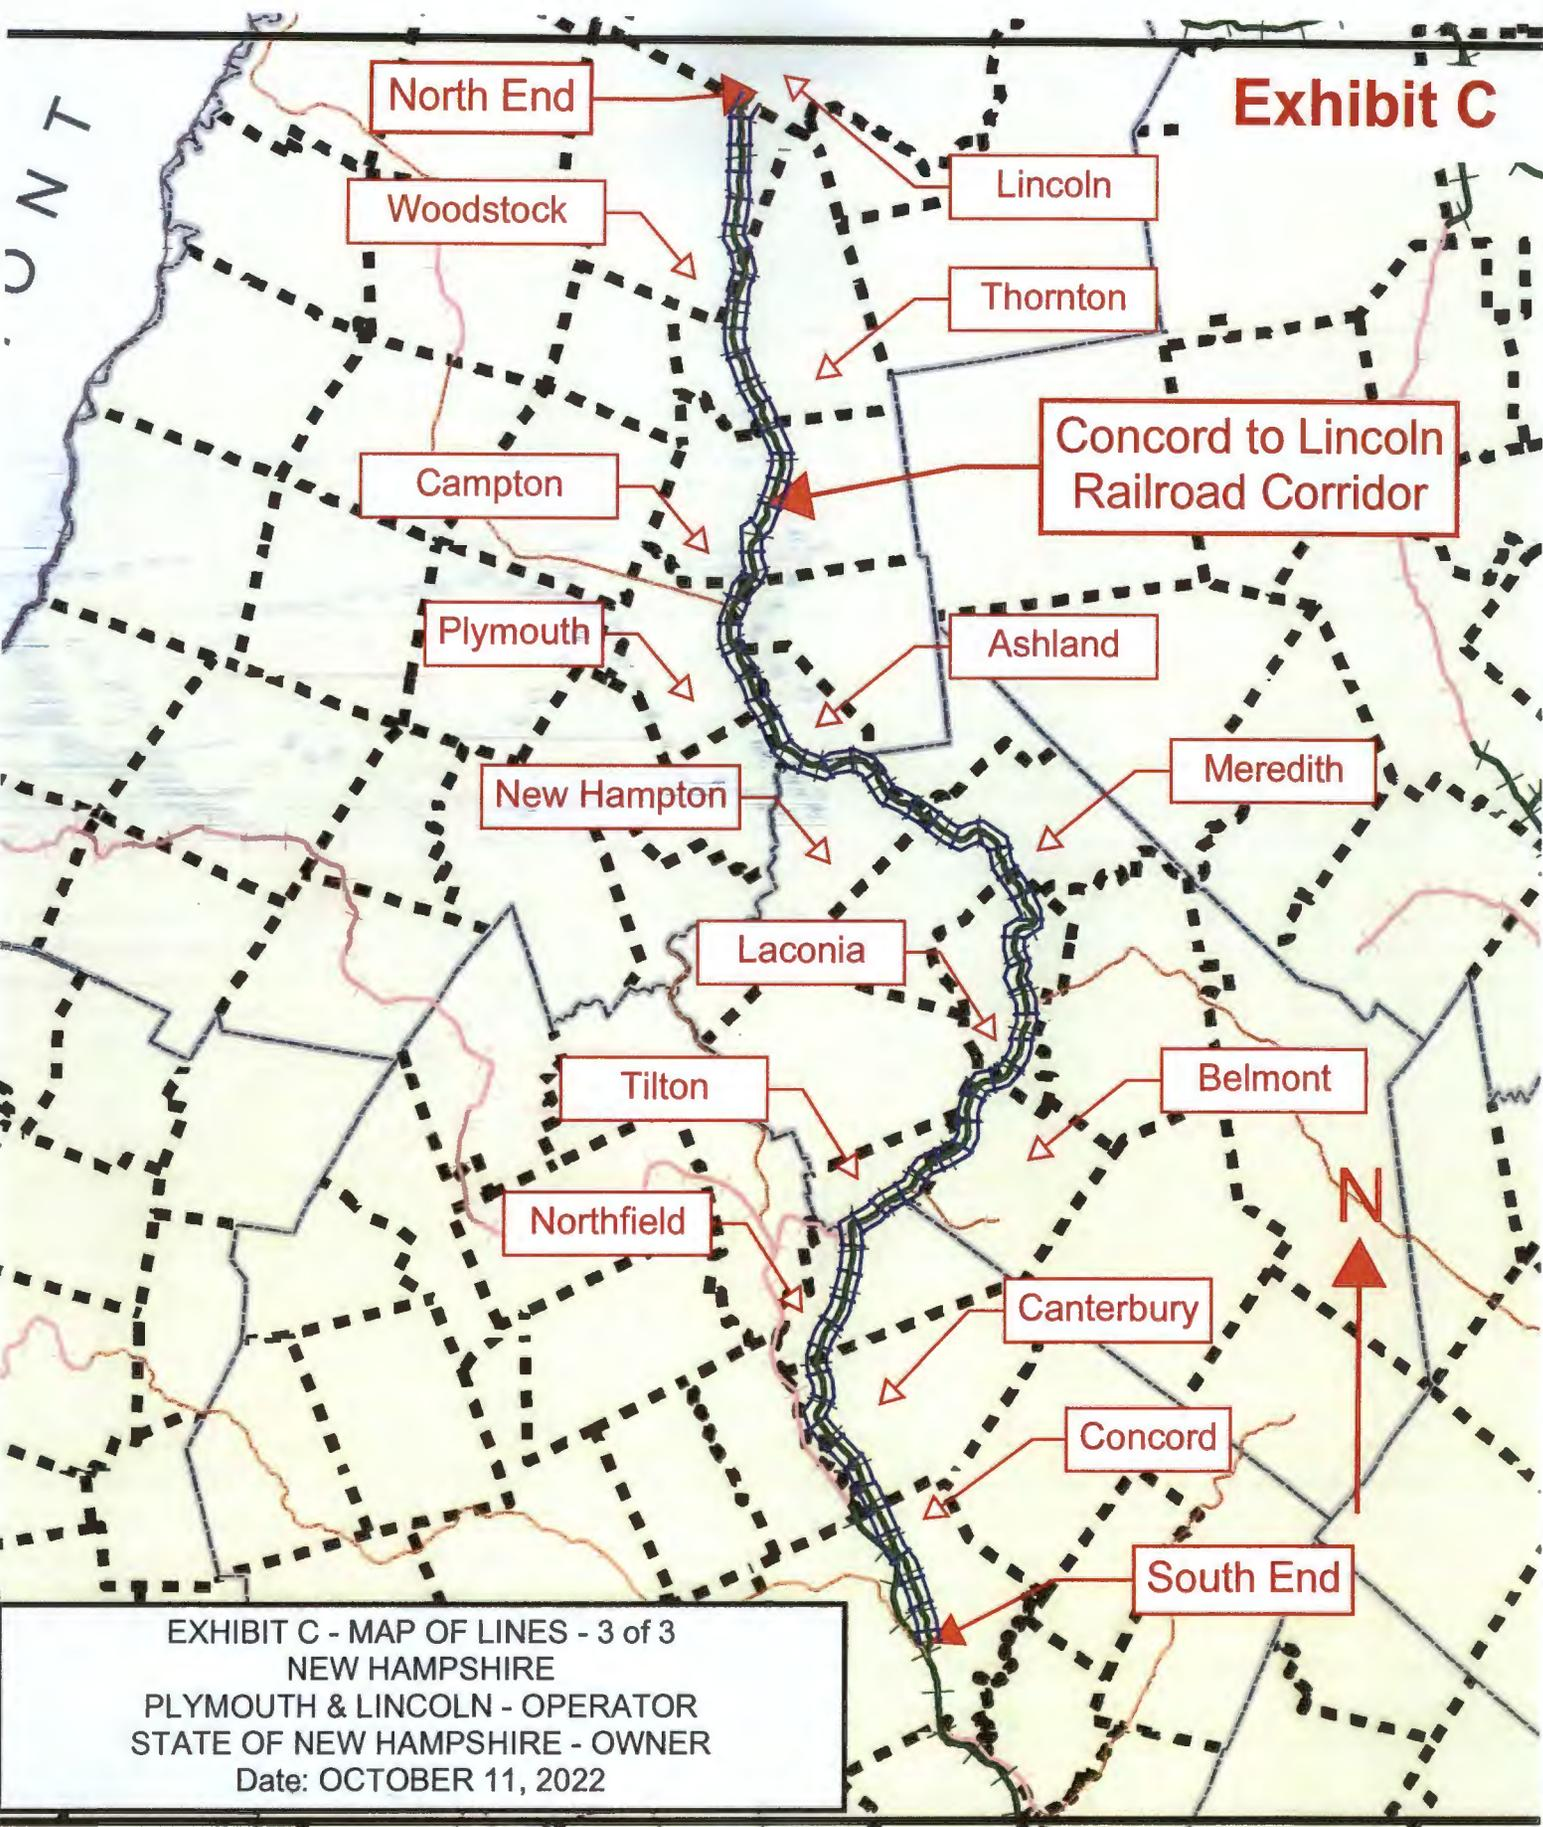 Exhibit C
North End
Lincoln
Woodstock
Thornton
Concord to Lincoln
Railroad Corridor
Campton
Plymouth
Ashland
New Hampton
Meredith
Laconia
Tilton
Belmont
Northfield
N
Canterbury
Concord
South End
ONT
EXHIBIT C - MAP OF LINES - 3 of 3
NEW HAMPSHIRE
PLYMOUTH & LINCOLN - OPERATOR
STATE OF NEW HAMPSHIRE - OWNER
Date: OCTOBER 11, 2022